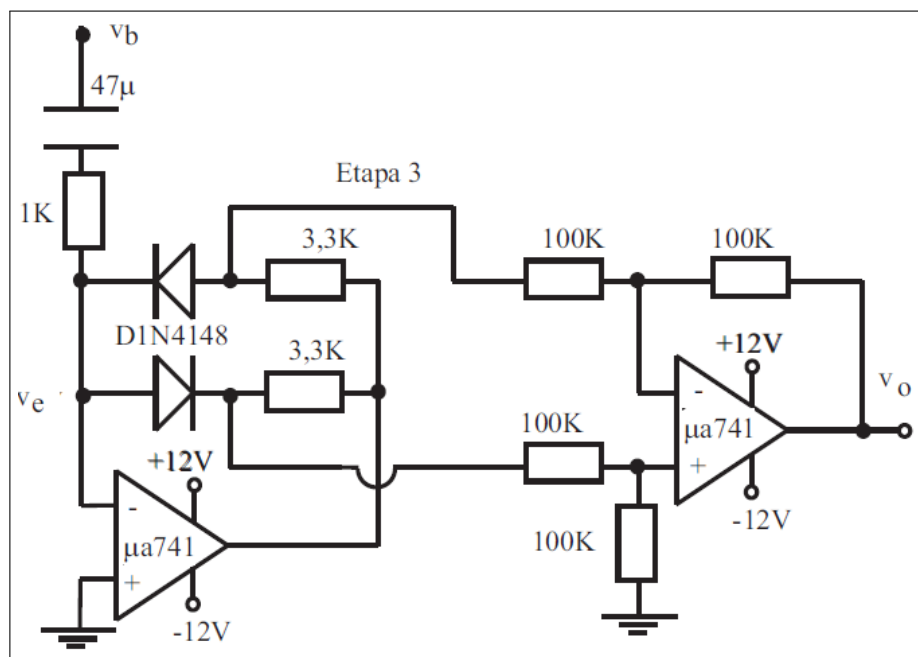 vb
47µ
Etapa 3
1K
3,3K
100K
100K
D1N4148
3,3K
+12V
ve
vo
-
µa741
100K
+
+12V
-12V
-
100K
µa741
+
-12V